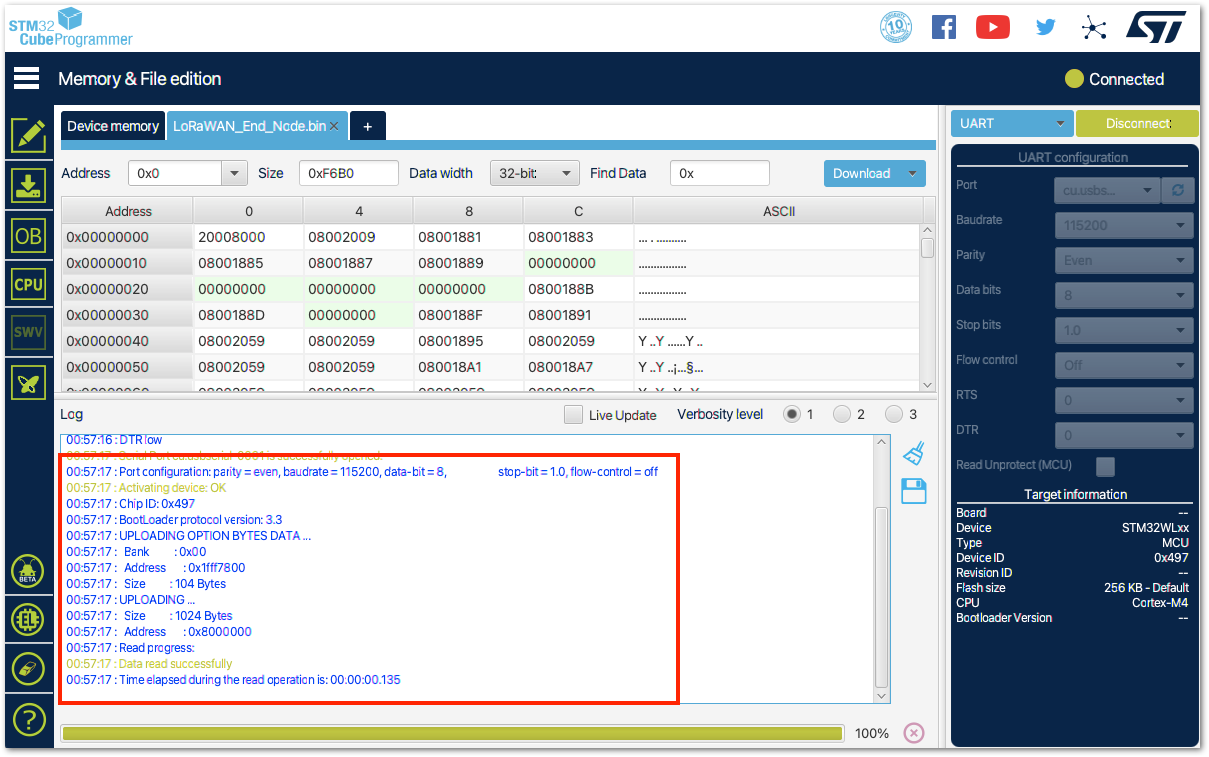 STM32
CubeProgrammer
10
ST
Memory & File edition
Connected
Device memory
LoRaWAN_End_Node.bin ×
+
Address 0x0 Size 0xF6B0 Data width 32-bit Find Data 0x Download
Address 0 4 8 C ASCII
0x00000000 20008000 08002009 08001881 08001883 ... . ..........
0x00000010 08001885 08001887 08001889 00000000 ................
0x00000020 00000000 00000000 00000000 0800188B ................
0x00000030 0800188D 00000000 0800188F 08001891 ................
0x00000040 08002059 08002059 08001895 08002059 Y ..Y ......Y ..
0x00000050 08002059 08002059 080018A1 080018A7 Y ..Y ..¡...§...
Log
Live Update
Verbosity level 1 2 3
00:57:16 : DTR low
00:57:17 : Port configuration: parity = even, baudrate = 115200, data-bit = 8, stop-bit = 1.0, flow-control = off
00:57:17 : Activating device: OK
00:57:17 : Chip ID: 0x497
00:57:17 : BootLoader protocol version: 3.3
00:57:17 : UPLOADING OPTION BYTES DATA ...
00:57:17 : Bank : 0x00
00:57:17 : Address : 0x1fff7800
00:57:17 : Size : 104 Bytes
00:57:17 : UPLOADING ...
00:57:17 : Size : 1024 Bytes
00:57:17 : Address : 0x8000000
00:57:17 : Read progress:
00:57:17 : Data read successfully
00:57:17 : Time elapsed during the read operation is: 00:00:00.135
100%
OB
CPU
SWV
BETA
EL
?
UART
Disconnect
UART configuration
Port cu.usbs...
Baudrate 115200
Parity Even
Data bits 8
Stop bits 1.0
Flow control Off
RTS 0
DTR 0
Read Unprotect (MCU)
Target information
Board --
Device STM32WLxx
Type MCU
Device ID 0x497
Revision ID --
Flash size 256 KB - Default
CPU Cortex-M4
Bootloader Version --